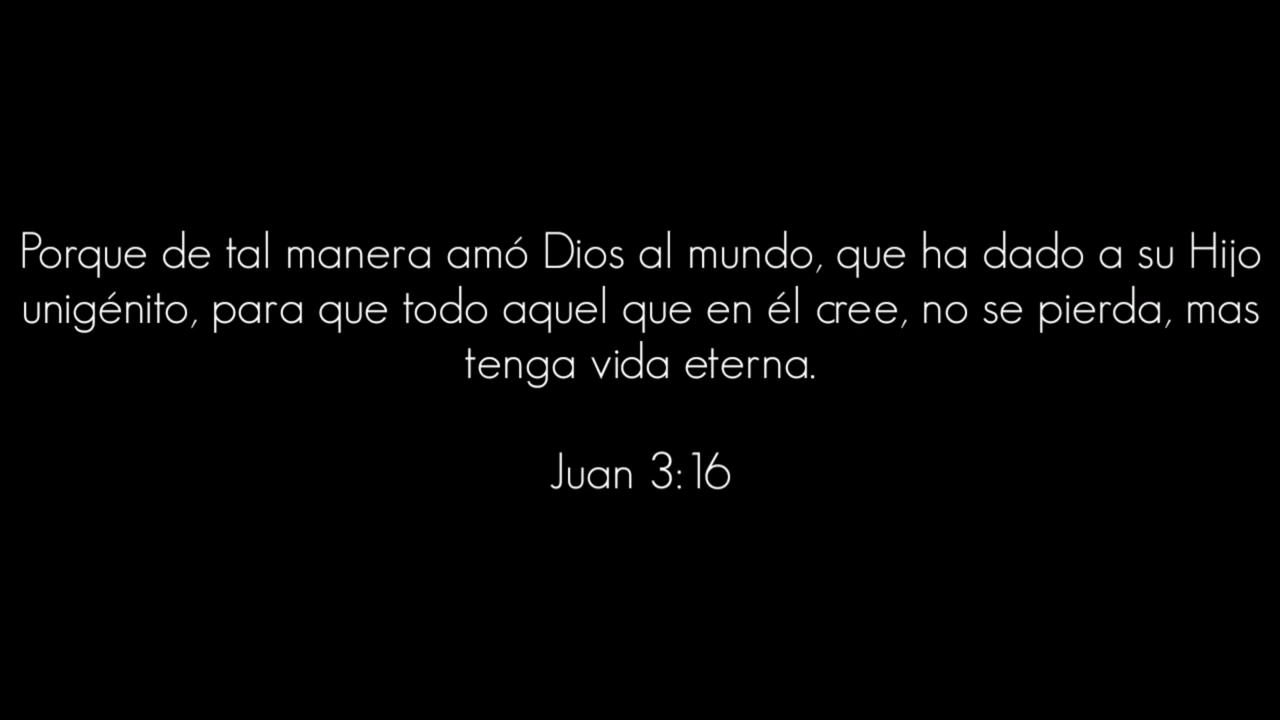 Porque de tal manera amó Dios al mundo, que ha dado a su Hijo
unigénito, para que todo aquel que en él cree, no se pierda, mas
tenga vida eterna.
Juan 3:16